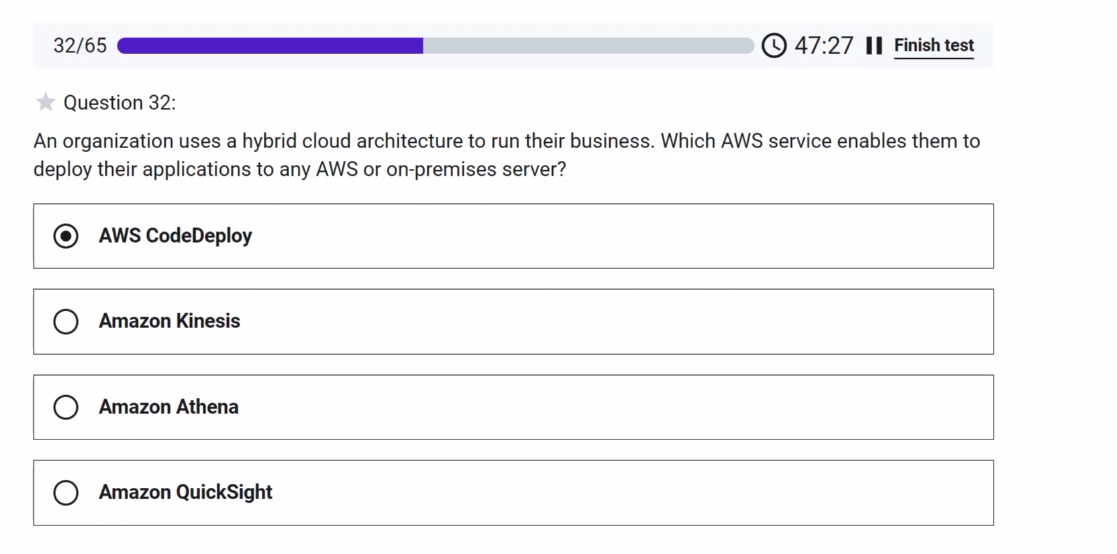 32/65 47:27 Finish test
Question 32:
An organization uses a hybrid cloud architecture to run their business. Which AWS service enables them to
deploy their applications to any AWS or on-premises server?
AWS CodeDeploy
Amazon Kinesis
Amazon Athena
Amazon QuickSight